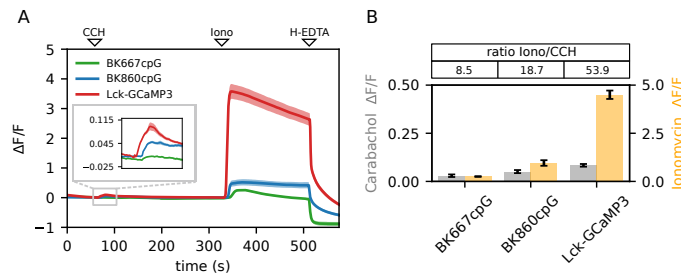 A
CCH
Iono
H-EDTA
5
4
3
2
1
0
−1
ΔF/F
BK667cpG
BK860cpG
Lck-GCaMP3
0.115
0.045
−0.025
0
100
200
300
400
500
time (s)
B
ratio Iono/CCH
8.5 18.7 53.9
0.50
0.25
0.00
Carabachol ΔF/F
5.0
2.5
0.0
Ionomycin ΔF/F
BK667cpG
BK860cpG
Lck-GCaMP3